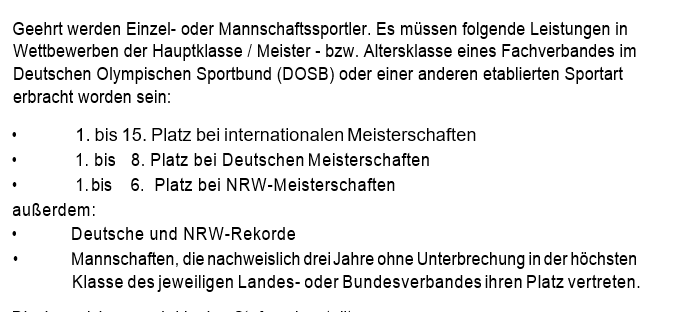 Geehrt werden Einzel- oder Mannschaftssportler. Es müssen folgende Leistungen in
Wettbewerben der Hauptklasse / Meister - bzw. Altersklasse eines Fachverbandes im
Deutschen Olympischen Sportbund (DOSB) oder einer anderen etablierten Sportart
erbracht worden sein:
• 1. bis 15. Platz bei internationalen Meisterschaften
• 1. bis 8. Platz bei Deutschen Meisterschaften
• 1. bis 6. Platz bei NRW-Meisterschaften
außerdem:
• Deutsche und NRW-Rekorde
• Mannschaften, die nachweislich drei Jahre ohne Unterbrechung in der höchsten
Klasse des jeweiligen Landes- oder Bundesverbandes ihren Platz vertreten.